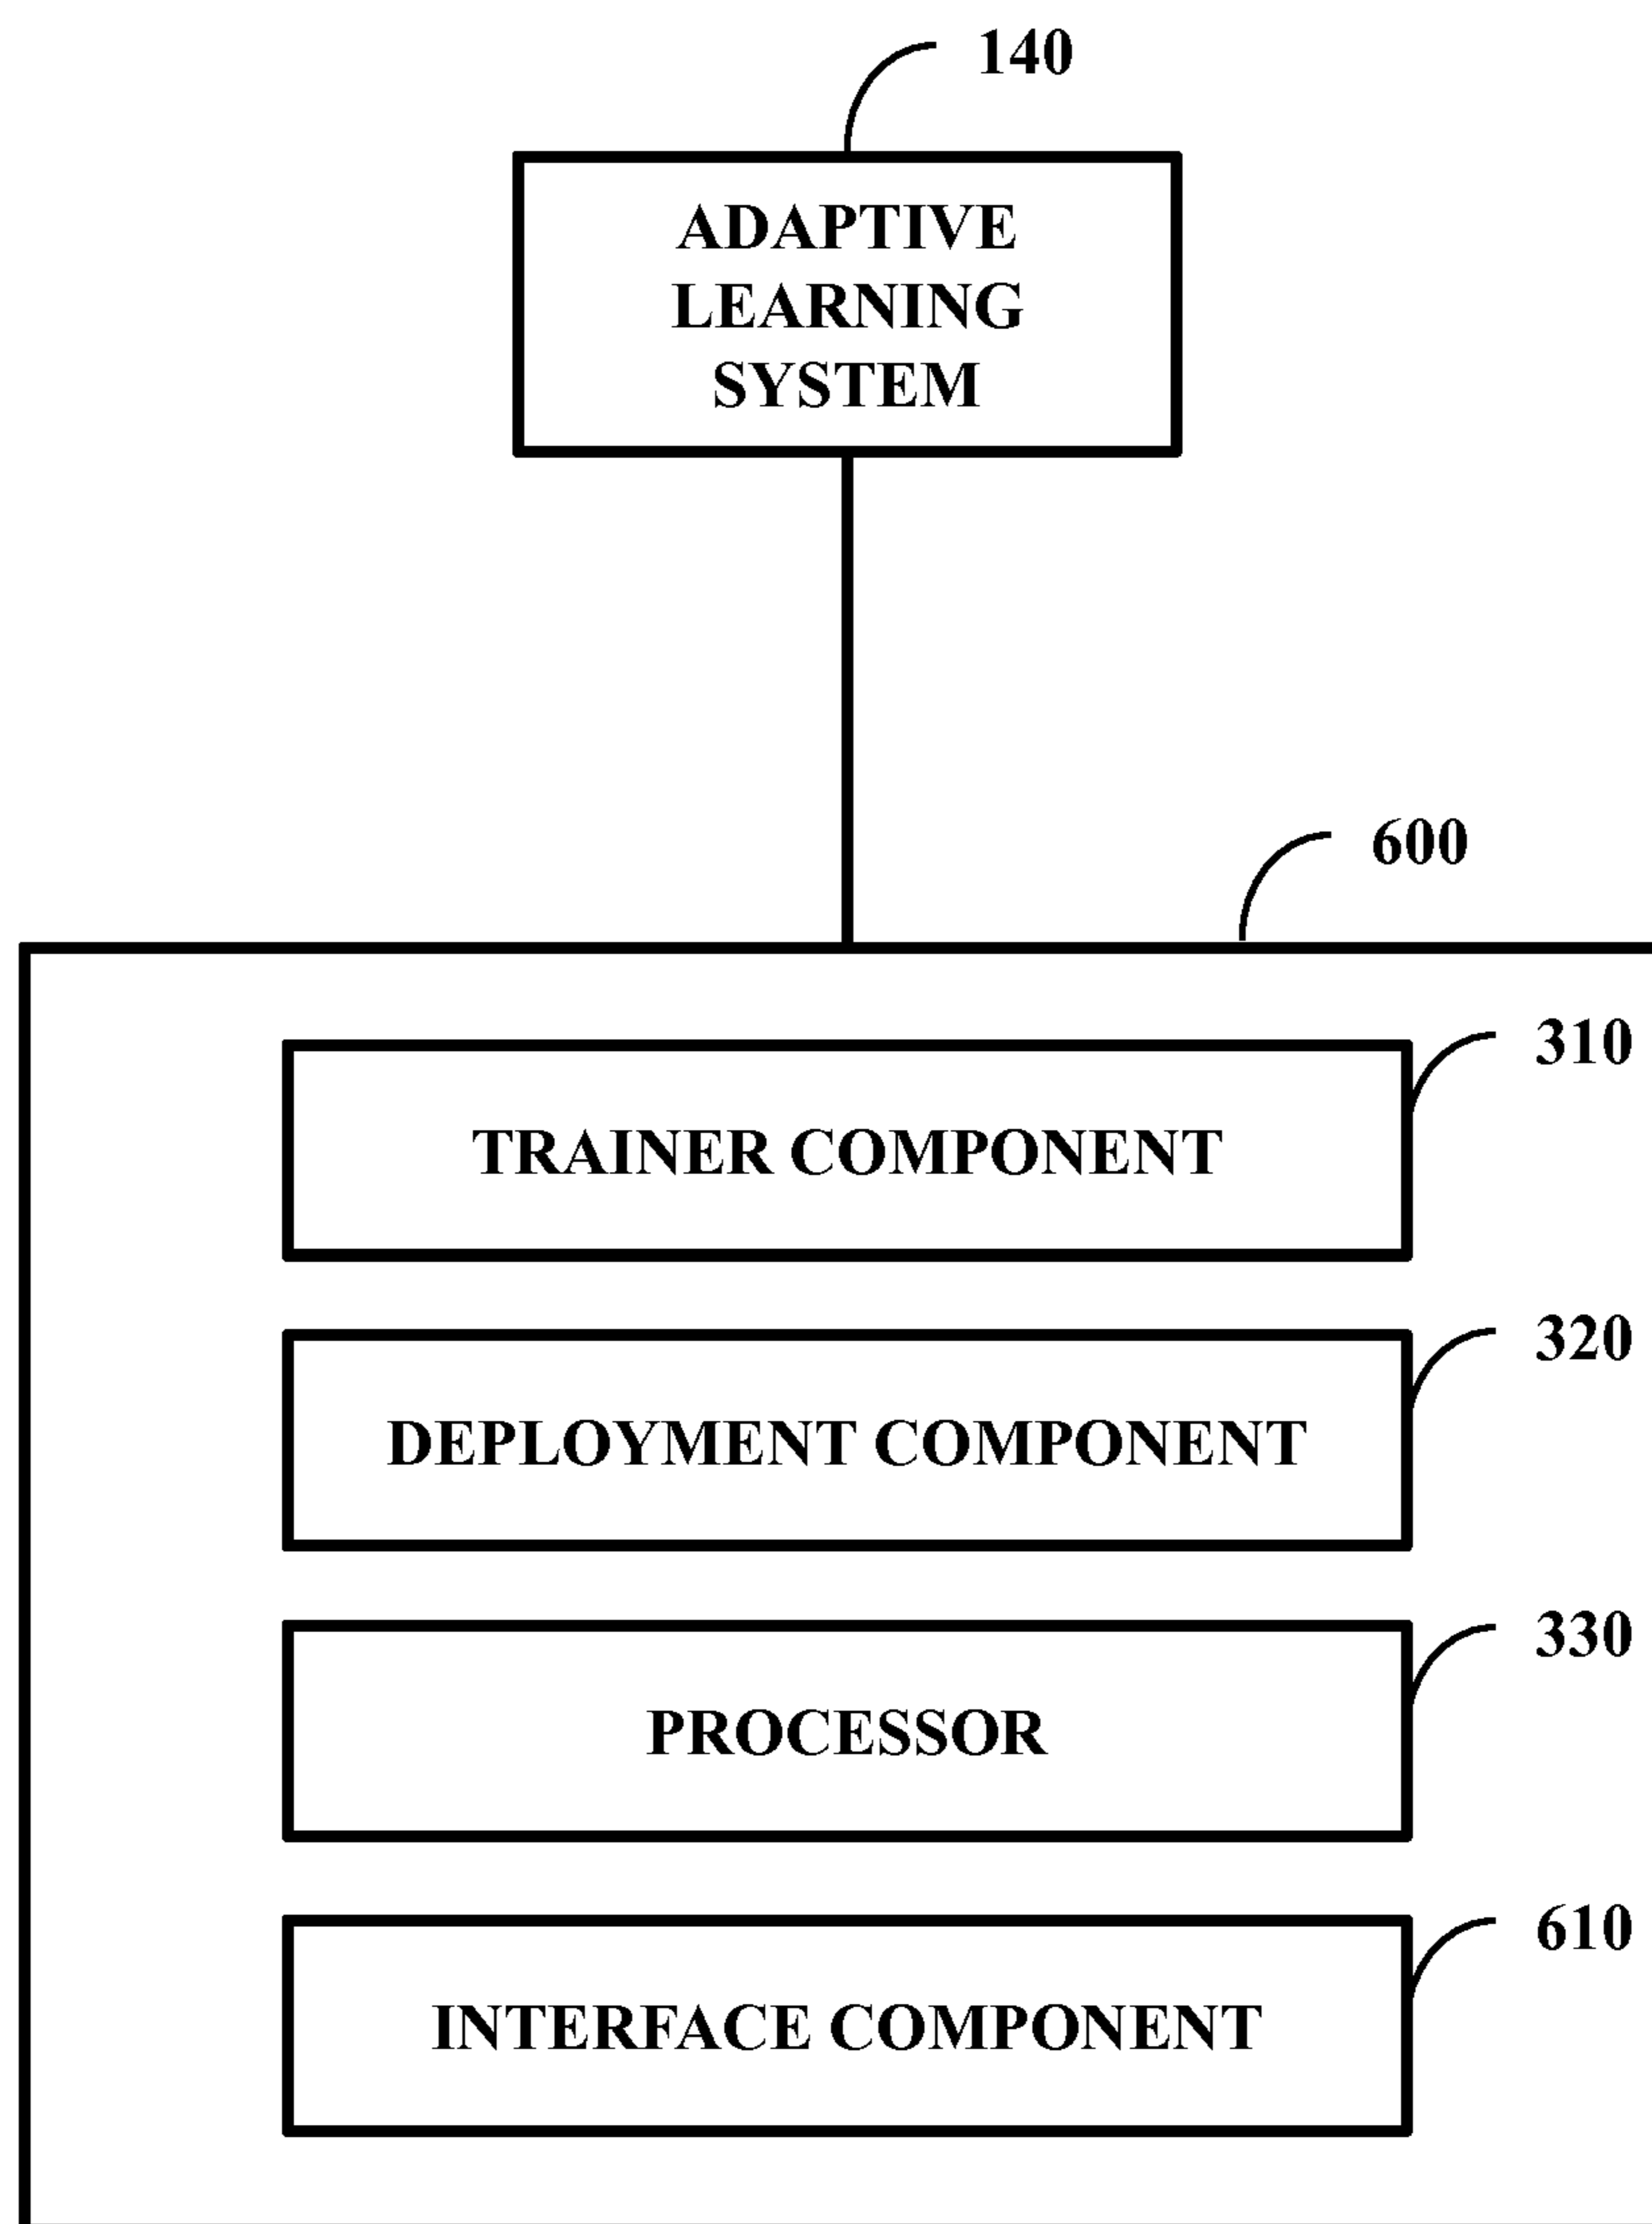 140
ADAPTIVE
LEARNING
SYSTEM
600
310
TRAINER COMPONENT
320
DEPLOYMENT COMPONENT
330
PROCESSOR
610
INTERFACE COMPONENT